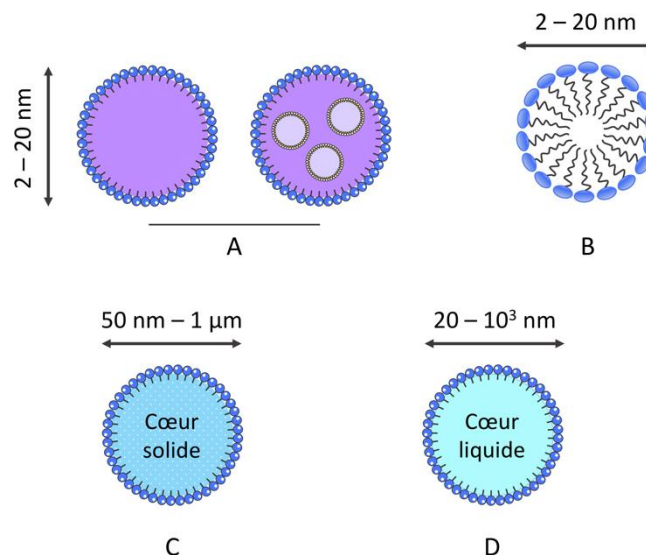 2 – 20 nm
2 – 20 nm
A
B
50 nm – 1 µm
20 – 10³ nm
Cœur
solide
Cœur
liquide
C
D